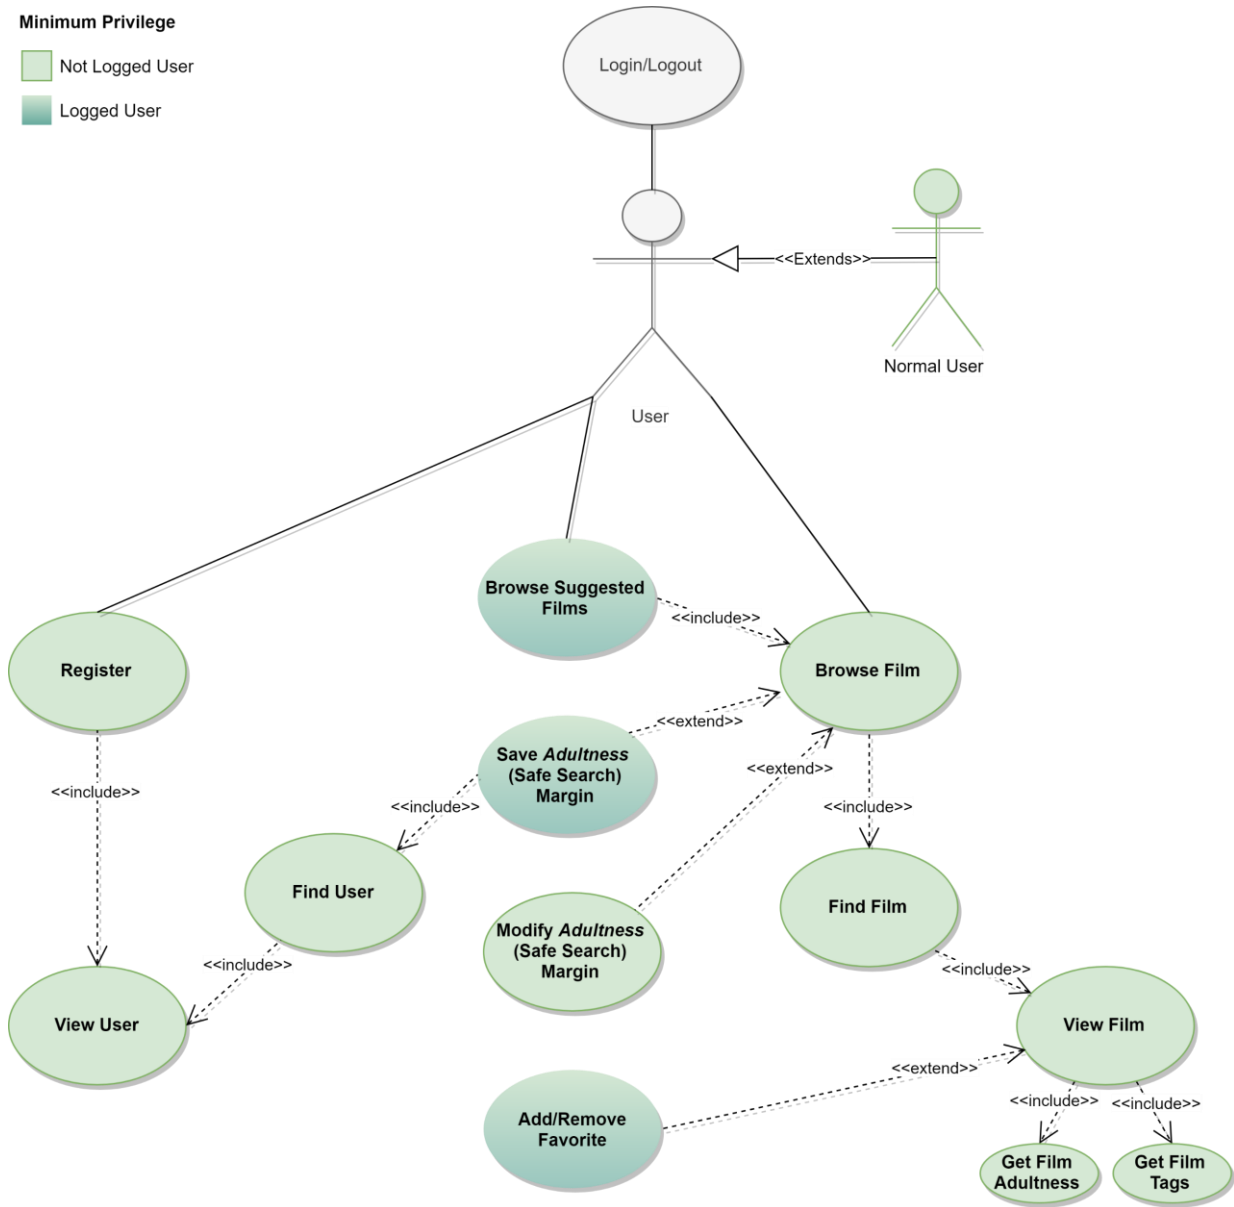 Minimum Privilege
Not Logged User
Logged User
Login/Logout
<<Extends>>
Normal User
User
Browse Suggested
Films
<<include>>
Register
Browse Film
<<extend>>
Save Adultness
(Safe Search)
Margin
<<extend>>
<<include>>
<<include>>
<<include>>
Find User
Find Film
Modify Adultness
(Safe Search)
Margin
<<include>>
<<include>>
View User
View Film
<<extend>>
<<include>>
<<include>>
Add/Remove
Favorite
Get Film
Adultness
Get Film
Tags